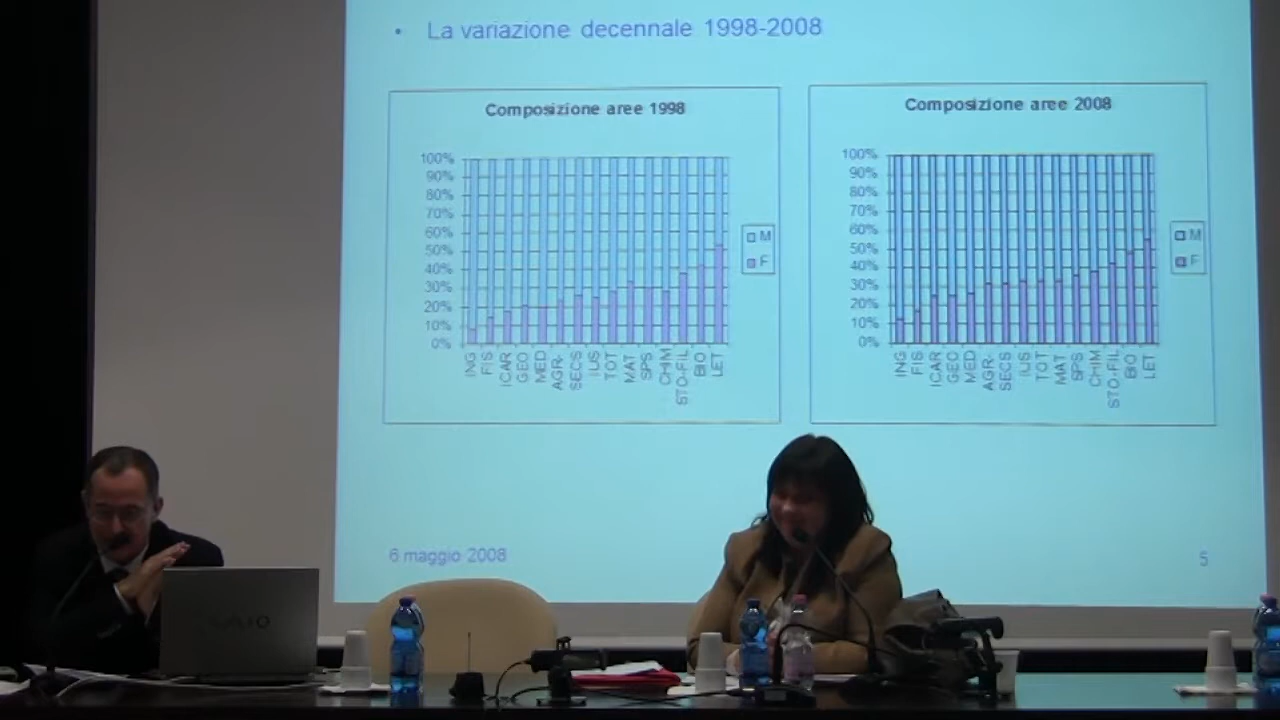 • La variazione decennale 1998-2008
Composizione aree 1998
100%
90%
80%
70%
60%
50%
40%
30%
20%
10%
0%
ING FIS ICAR GEO MED AGR- SECS IUS TOT MAT SPS CHIM STO-FIL BIO LET
M
F
Composizione aree 2008
100%
90%
80%
70%
60%
50%
40%
30%
20%
10%
0%
ING FIS ICAR GEO MED AGR- SECS IUS TOT MAT SPS CHIM STO-FIL BIO LET
M
F
6 maggio 2008
5
VAIO